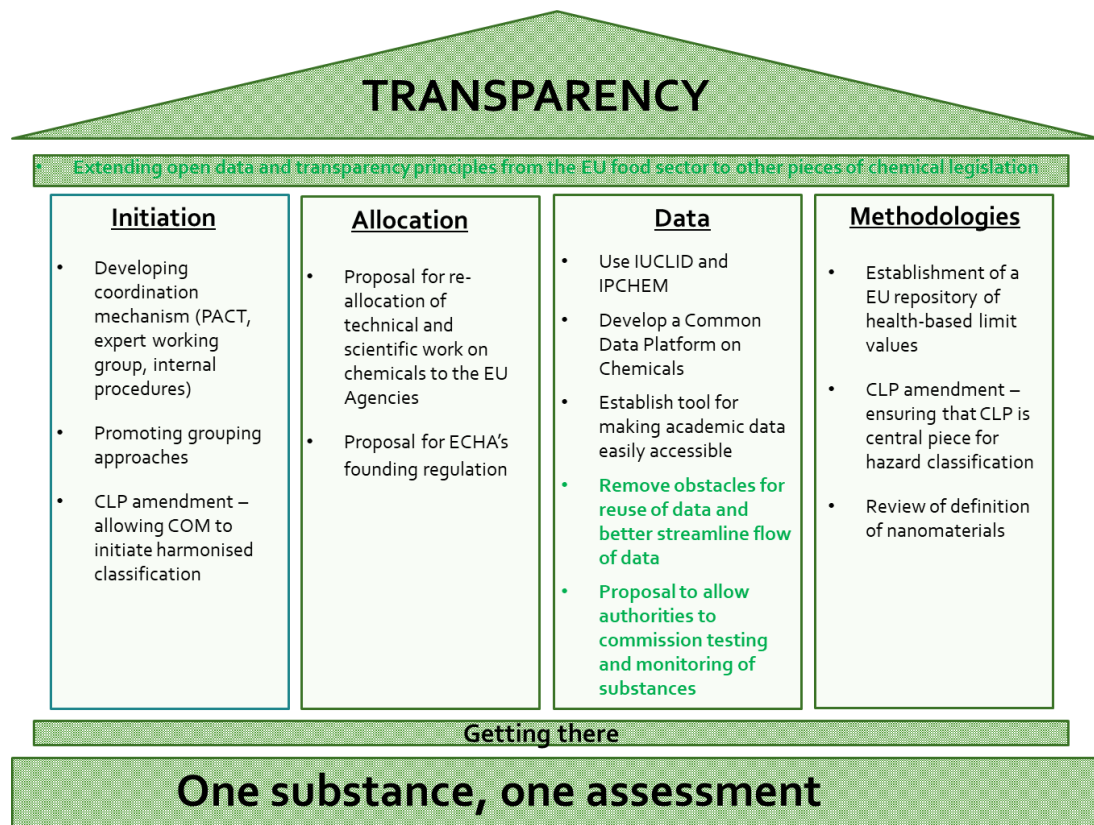 TRANSPARENCY
• Extending open data and transparency principles from the EU food sector to other pieces of chemical legislation
Initiation
• Developing
coordination
mechanism (PACT,
expert working
group, internal
procedures)
• Promoting grouping
approaches
• CLP amendment –
allowing COM to
initiate harmonised
classification
Allocation
• Proposal for re-
allocation of
technical and
scientific work on
chemicals to the EU
Agencies
• Proposal for ECHA’s
founding regulation
Data
• Use IUCLID and
IPCHEM
• Develop a Common
Data Platform on
Chemicals
• Establish tool for
making academic data
easily accessible
• Remove obstacles for
reuse of data and
better streamline flow
of data
• Proposal to allow
authorities to
commission testing
and monitoring of
substances
Methodologies
• Establishment of a
EU repository of
health-based limit
values
• CLP amendment –
ensuring that CLP is
central piece for
hazard classification
• Review of definition
of nanomaterials
Getting there
One substance, one assessment